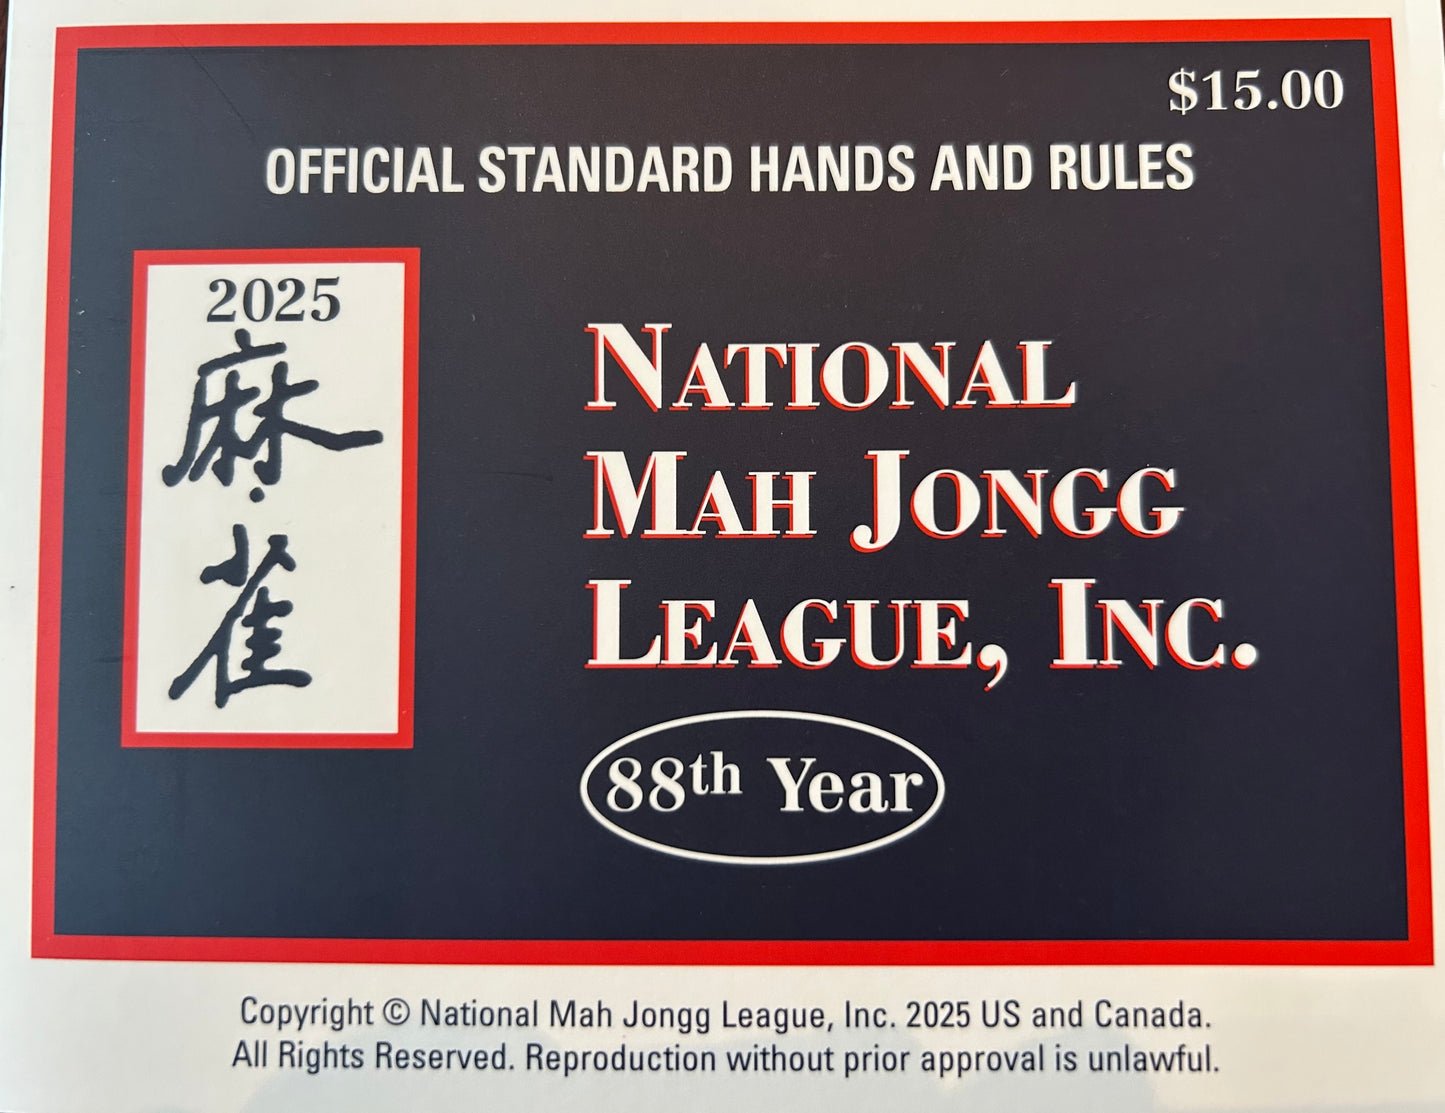 $15.00
OFFICIAL STANDARD HANDS AND RULES
2025
麻
雀
NATIONAL
MAH JONGG
LEAGUE, INC.
88th Year
Copyright © National Mah Jongg League, Inc. 2025 US and Canada.
All Rights Reserved. Reproduction without prior approval is unlawful.